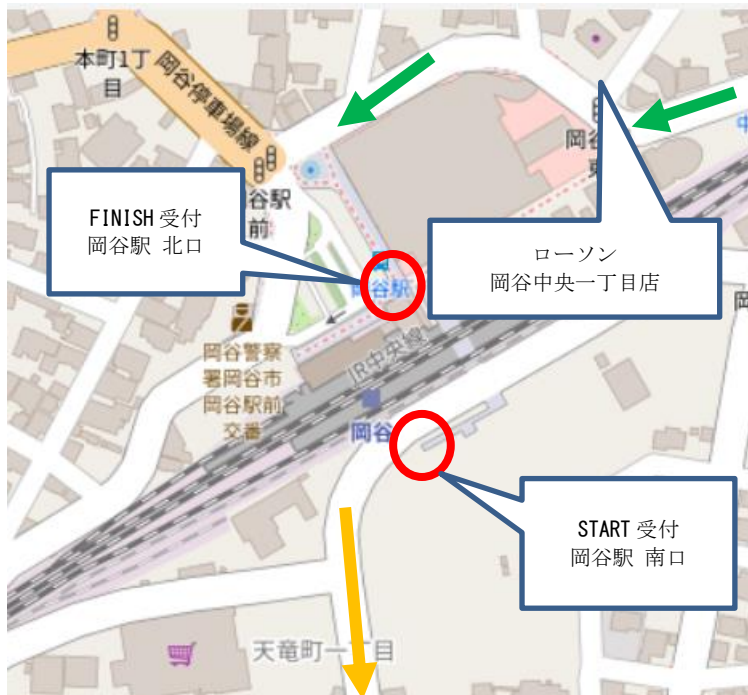 本町1丁
目
岡谷停車場線
岡谷
東
中
FINISH 受付
岡谷駅 北口
谷駅
前
ローソン
岡谷中央一丁目店
岡谷駅
岡
JR中央線
岡谷警察
署岡谷市
岡谷駅前
交番
岡谷
START 受付
岡谷駅 南口
天竜町一丁目